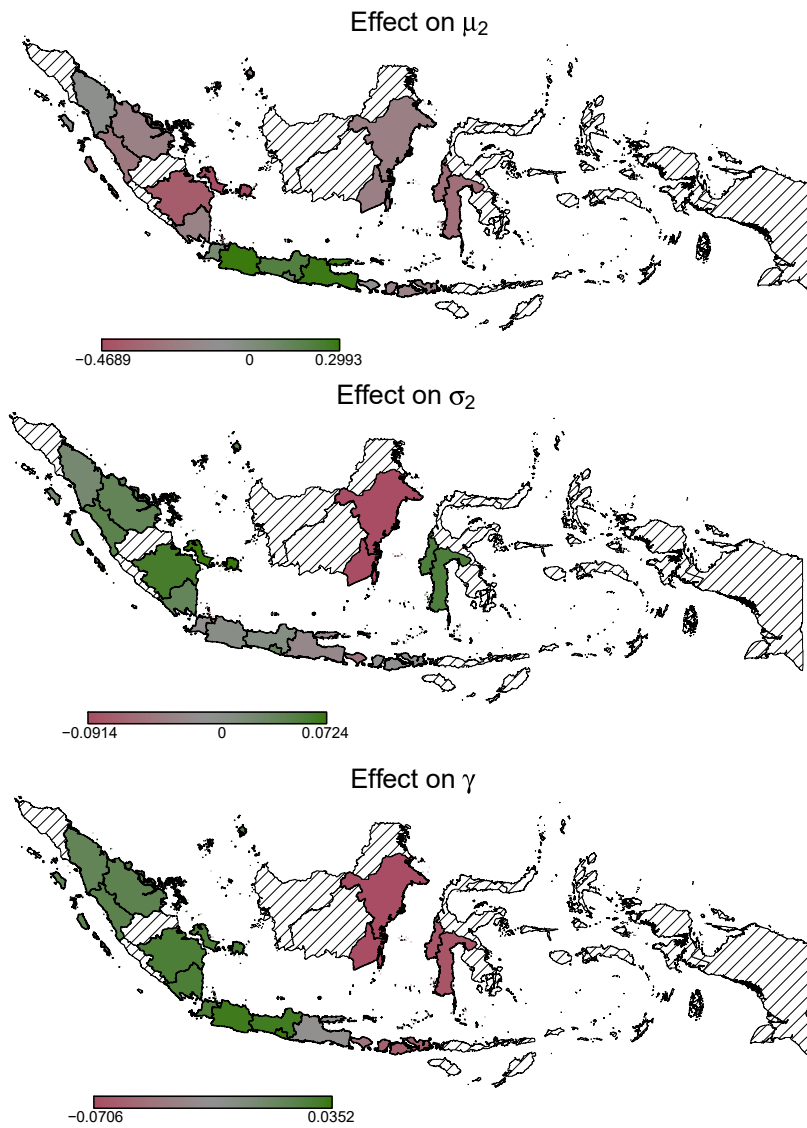 Effect on μ₂
−0.4689 0 0.2993
Effect on σ₂
−0.0914 0 0.0724
Effect on γ
−0.0706 0.0352